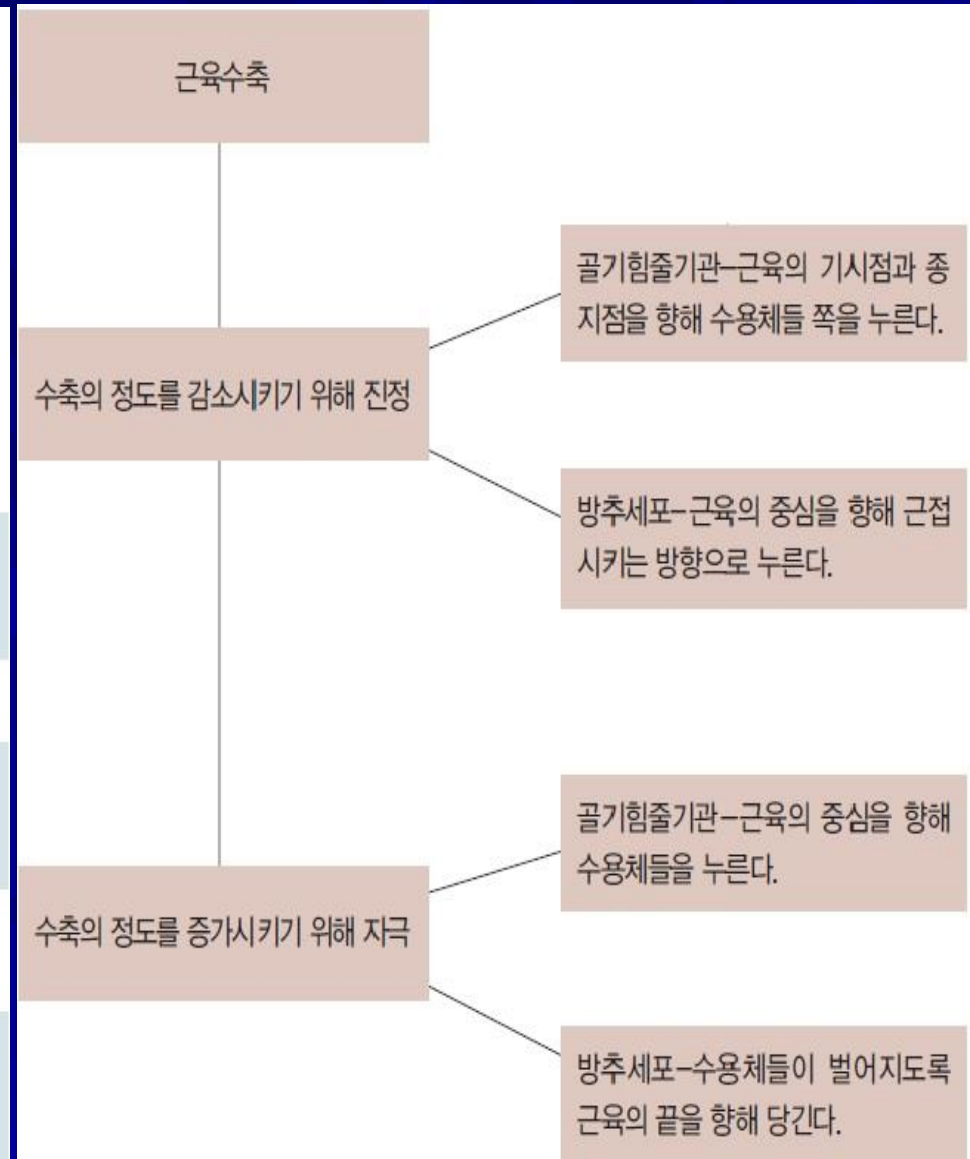 근육수축
골기힘줄기관-근육의 기시점과 종
지점을 향해 수용체들 쪽을 누른다.
수축의 정도를 감소시키기 위해 진정
방추세포-근육의 중심을 향해 근접
시키는 방향으로 누른다.
골기힘줄기관-근육의 중심을 향해
수용체들을 누른다.
수축의 정도를 증가시키기 위해 자극
방추세포-수용체들이 벌어지도록
근육의 끝을 향해 당긴다.